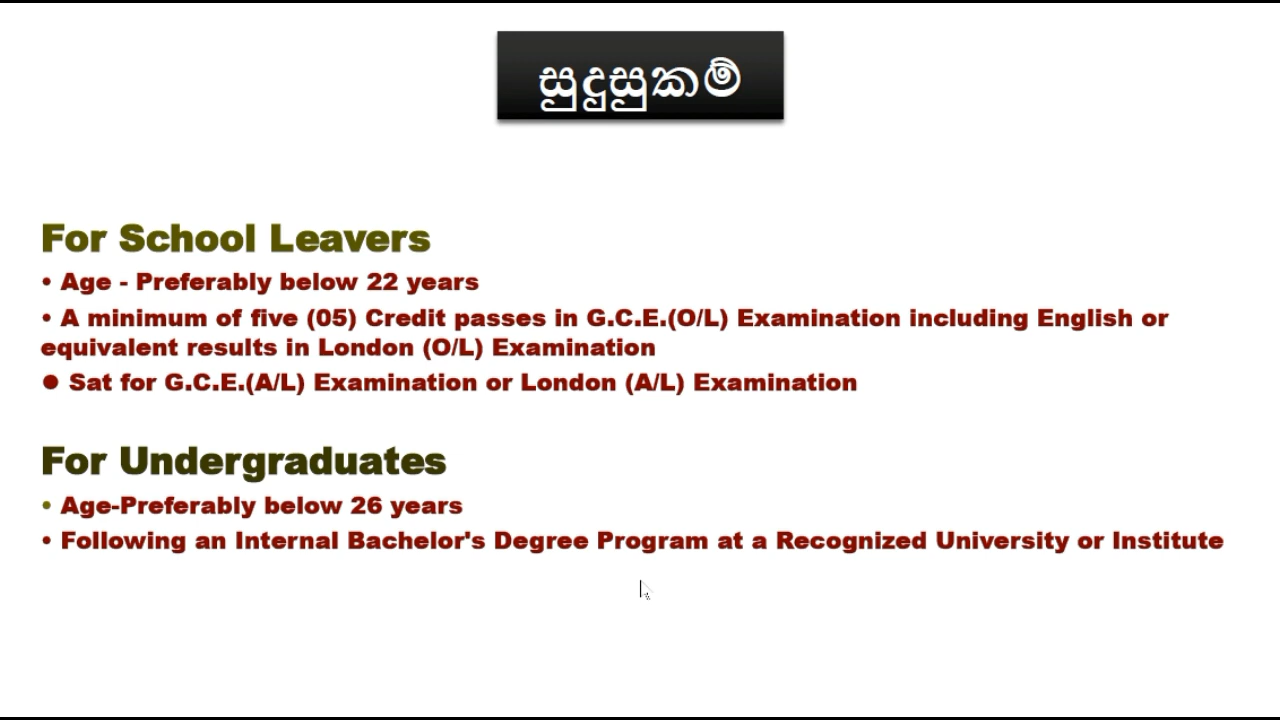 සුදුසුකම්
For School Leavers
• Age - Preferably below 22 years
• A minimum of five (05) Credit passes in G.C.E.(O/L) Examination including English or
equivalent results in London (O/L) Examination
● Sat for G.C.E.(A/L) Examination or London (A/L) Examination
For Undergraduates
• Age-Preferably below 26 years
• Following an Internal Bachelor's Degree Program at a Recognized University or Institute